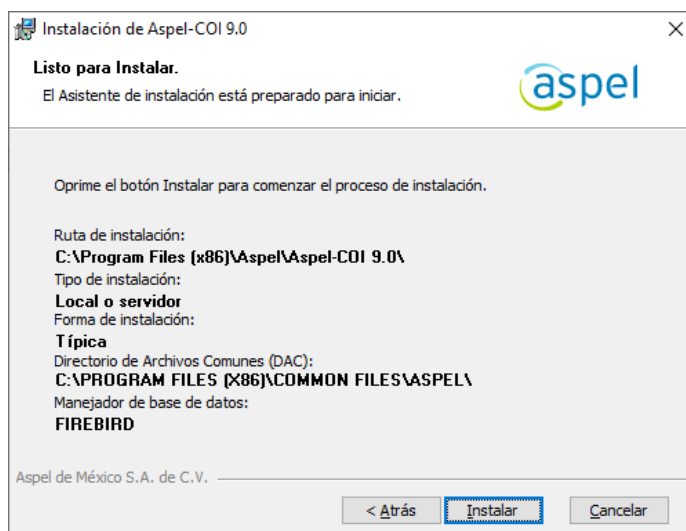 Instalación de Aspel-COI 9.0
Listo para Instalar.
El Asistente de instalación está preparado para iniciar.
aspel
Oprime el botón Instalar para comenzar el proceso de instalación.
Ruta de instalación:
C:\Program Files (x86)\Aspel\Aspel-COI 9.0\
Tipo de instalación:
Local o servidor
Forma de instalación:
Típica
Directorio de Archivos Comunes (DAC):
C:\PROGRAM FILES (X86)\COMMON FILES\ASPEL\
Manejador de base de datos:
FIREBIRD
Aspel de México S.A. de C.V.
< Atrás Instalar Cancelar